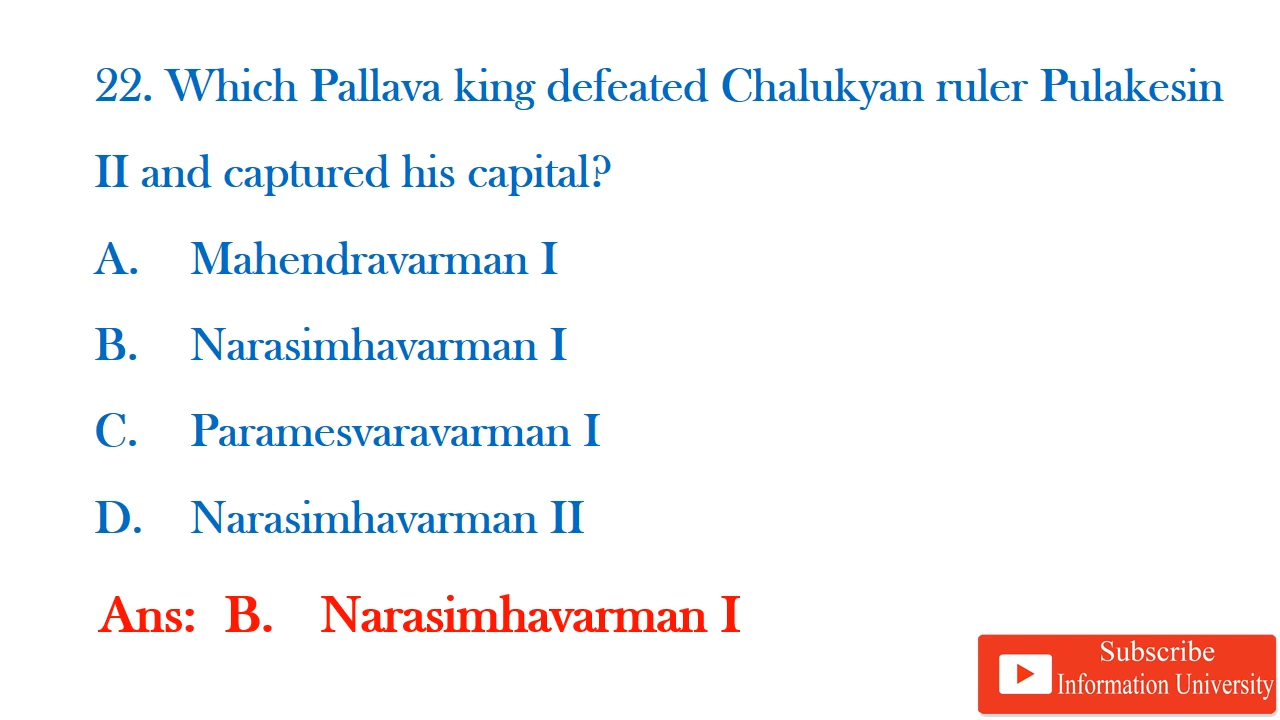 22. Which Pallava king defeated Chalukyan ruler Pulakesin
II and captured his capital?
A. Mahendravarman I
B. Narasimhavarman I
C. Paramesvaravarman I
D. Narasimhavarman II
Ans: B. Narasimhavarman I
Subscribe
Information University